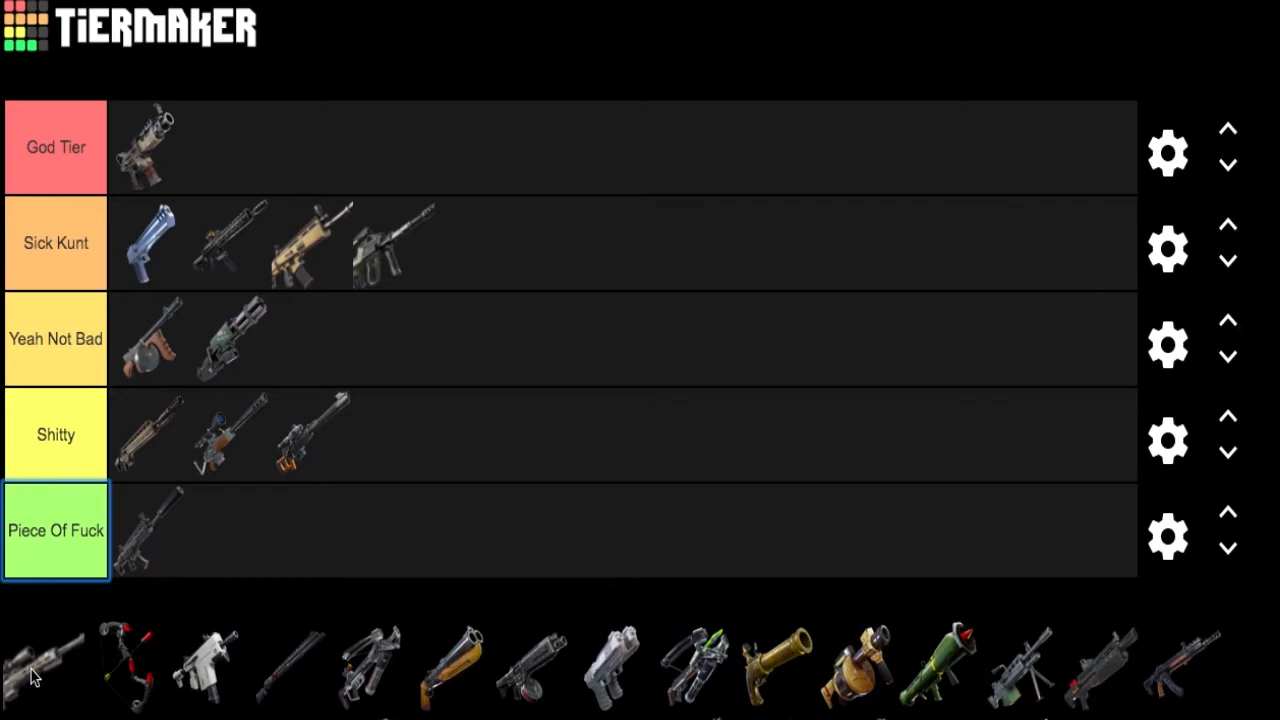 TIERMAKER
God Tier
Sick Kunt
Yeah Not Bad
Shitty
Piece Of Fuck